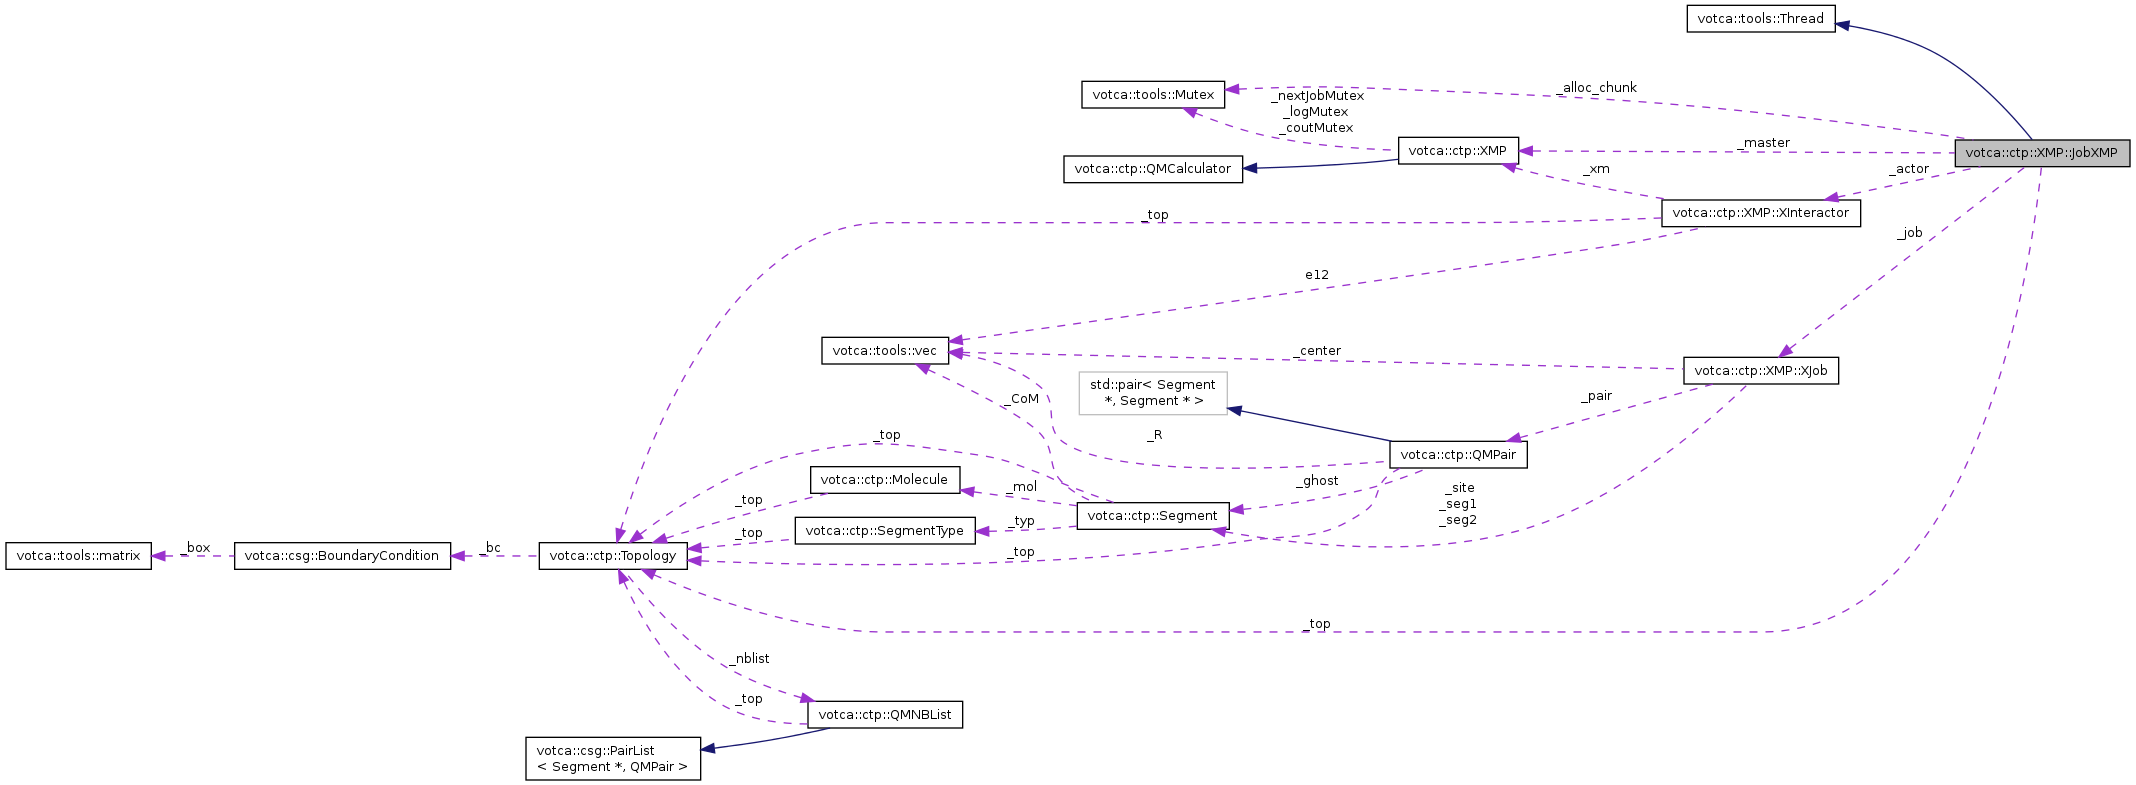 votca::tools::Thread
_alloc_chunk
votca::tools::Mutex
_nextJobMutex
_logMutex
_coutMutex
_master
votca::ctp::XMP
votca::ctp::XMP::JobXMP
votca::ctp::QMCalculator
_xm
_actor
votca::ctp::XMP::XInteractor
_top
_job
e12
votca::tools::vec
_center
votca::ctp::XMP::XJob
std::pair< Segment
*, Segment * >
_CoM
_pair
_top
_R
votca::ctp::QMPair
votca::ctp::Molecule
_mol
_ghost
_site
_seg1
_seg2
_top
votca::ctp::Segment
_typ
votca::ctp::SegmentType
_top
_top
votca::tools::matrix
_box
votca::csg::BoundaryCondition
_bc
votca::ctp::Topology
_top
_nblist
_top
votca::ctp::QMNBList
votca::csg::PairList
< Segment *, QMPair >